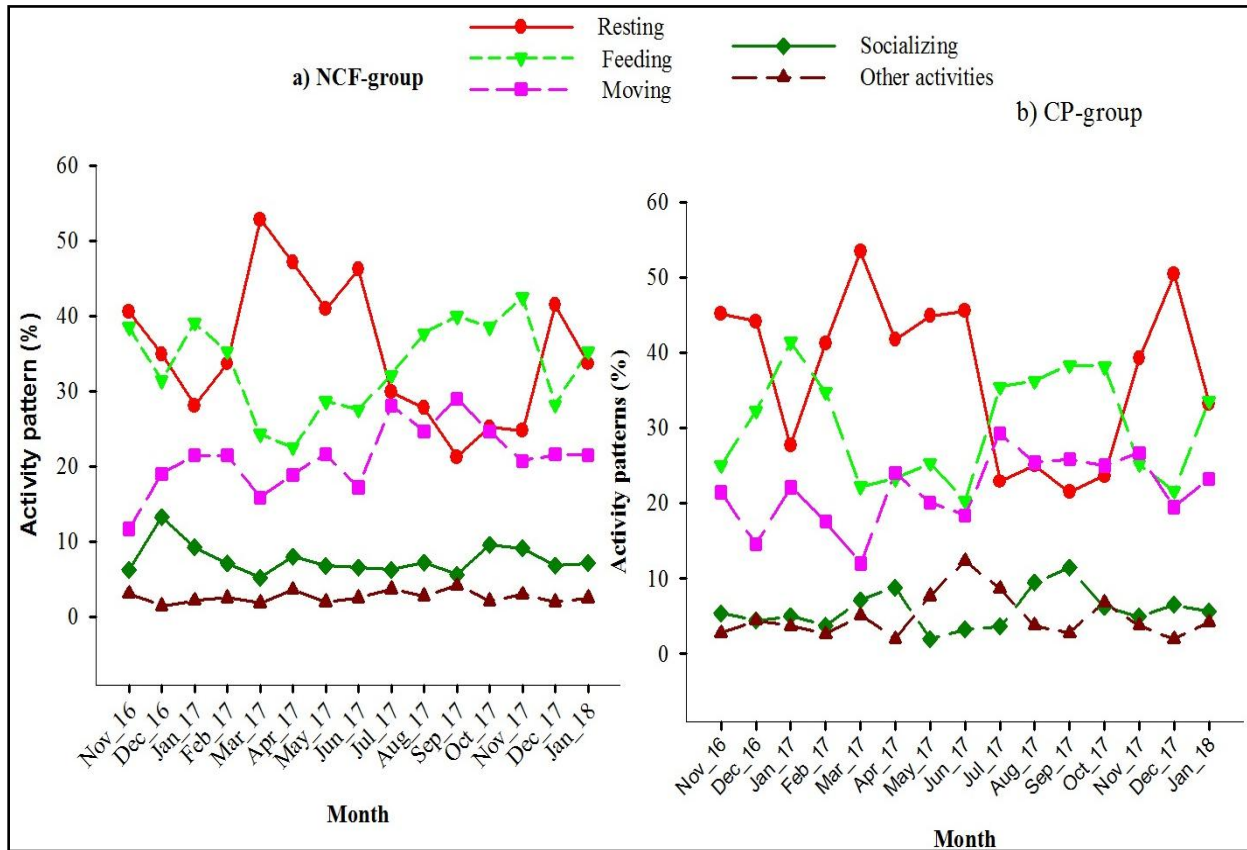 Resting
Feeding
Moving
Socializing
Other activities
a) NCF-group
b) CP-group
Activity pattern (%)
60
50
40
30
20
10
0
Nov_16
Dec_16
Jan_17
Feb_17
Mar_17
Apr_17
May_17
Jun_17
Jul_17
Aug_17
Sep_17
Oct_17
Nov_17
Dec_17
Jan_18
Month
Activity patterns (%)
60
50
40
30
20
10
0
Nov_16
Dec_16
Jan_17
Feb_17
Mar_17
Apr_17
May_17
Jun_17
Jul_17
Aug_17
Sep_17
Oct_17
Nov_17
Dec_17
Jan_18
Month